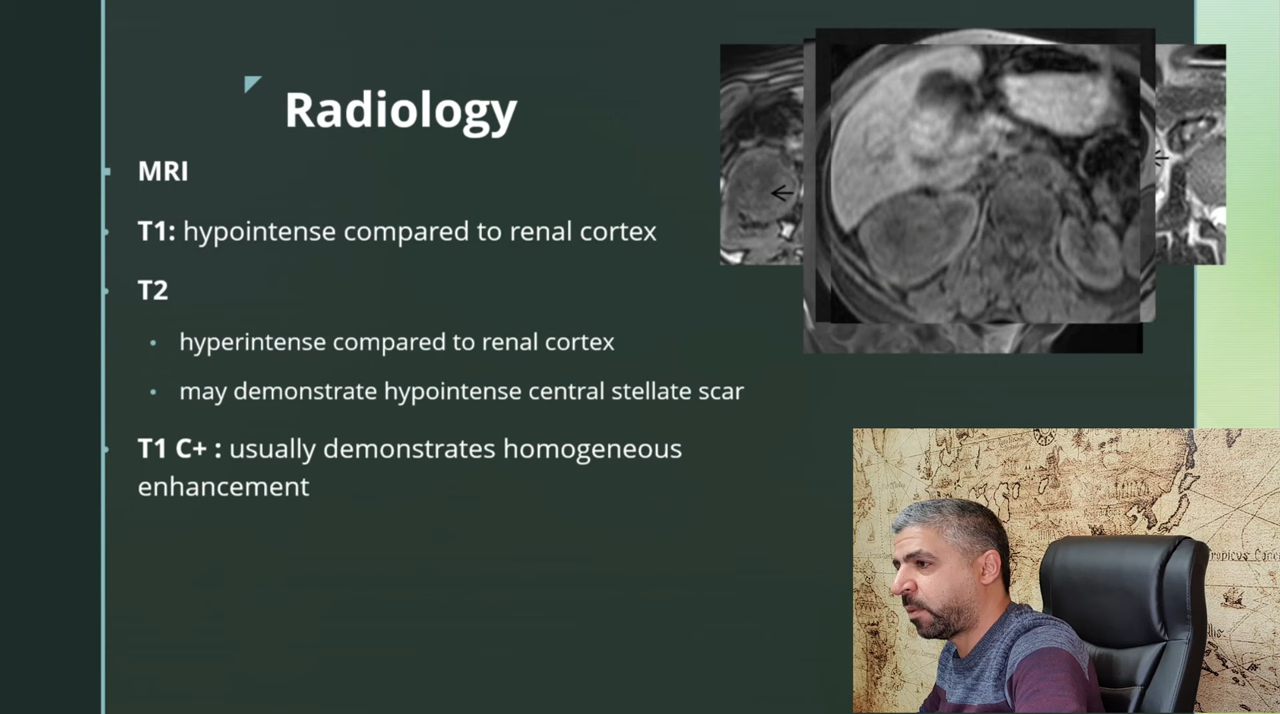 Radiology
MRI
T1: hypointense compared to renal cortex
T2
hyperintense compared to renal cortex
may demonstrate hypointense central stellate scar
T1 C+ : usually demonstrates homogeneous
enhancement